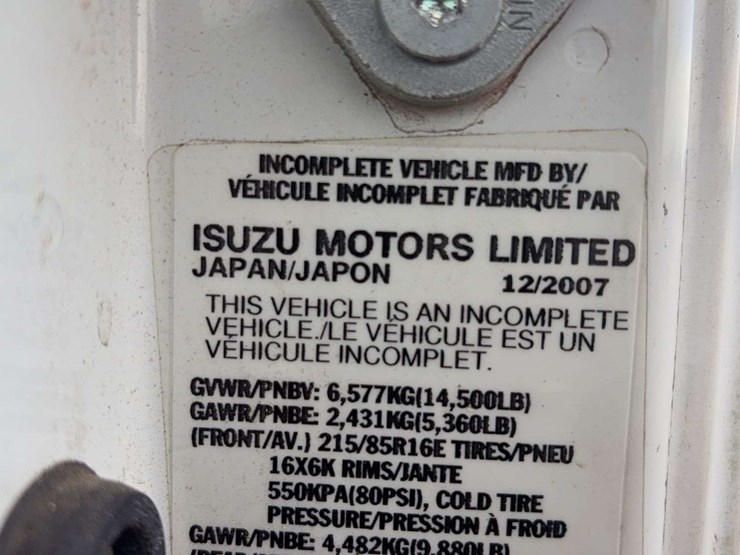 IN
INCOMPLETE VEHICLE MFD BY/
VÉHICULE INCOMPLET FABRIQUÉ PAR
ISUZU MOTORS LIMITED
JAPAN/JAPON 12/2007
THIS VEHICLE IS AN INCOMPLETE
VEHICLE./LE VÉHICULE EST UN
VÉHICULE INCOMPLET.
GVWR/PNBV: 6,577KG(14,500LB)
GAWR/PNBE: 2,431KG(5,360LB)
(FRONT/AV.) 215/85R16E TIRES/PNEU
16X6K RIMS/JANTE
550KPA(80PSI), COLD TIRE
PRESSURE/PRESSION À FROID
GAWR/PNBE: 4,482KG(9,880LB)